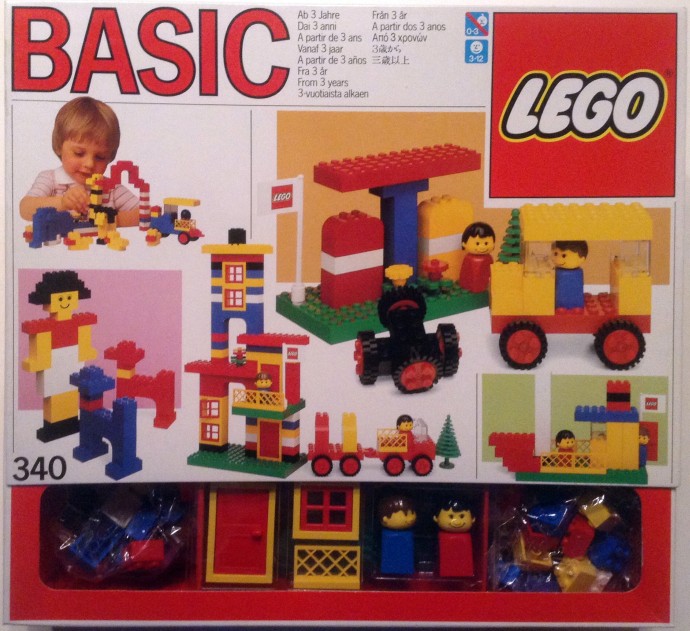 BASIC
Ab 3 Jahre
Dai 3 anni
A partir de 3 ans
Vanaf 3 jaar
A partir de 3 años
Fra 3 år
From 3 years
3-vuotiaista alkaen
Från 3 år
A partir dos 3 anos
Από 3 χρονών
3歳から
三歲以上
0-3
3-12
LEGO
LEGO
LEGO
LEGO
340